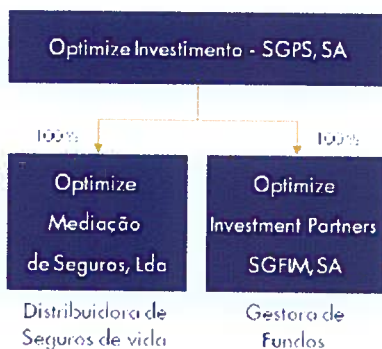 Optimize Investimento - SGPS, SA
100%
100%
Optimize
Mediação
de Seguros, Lda
Optimize
Investment Partners
SGFIM, SA
Distribuidora de
Seguros de vida
Gestora de
Fundos